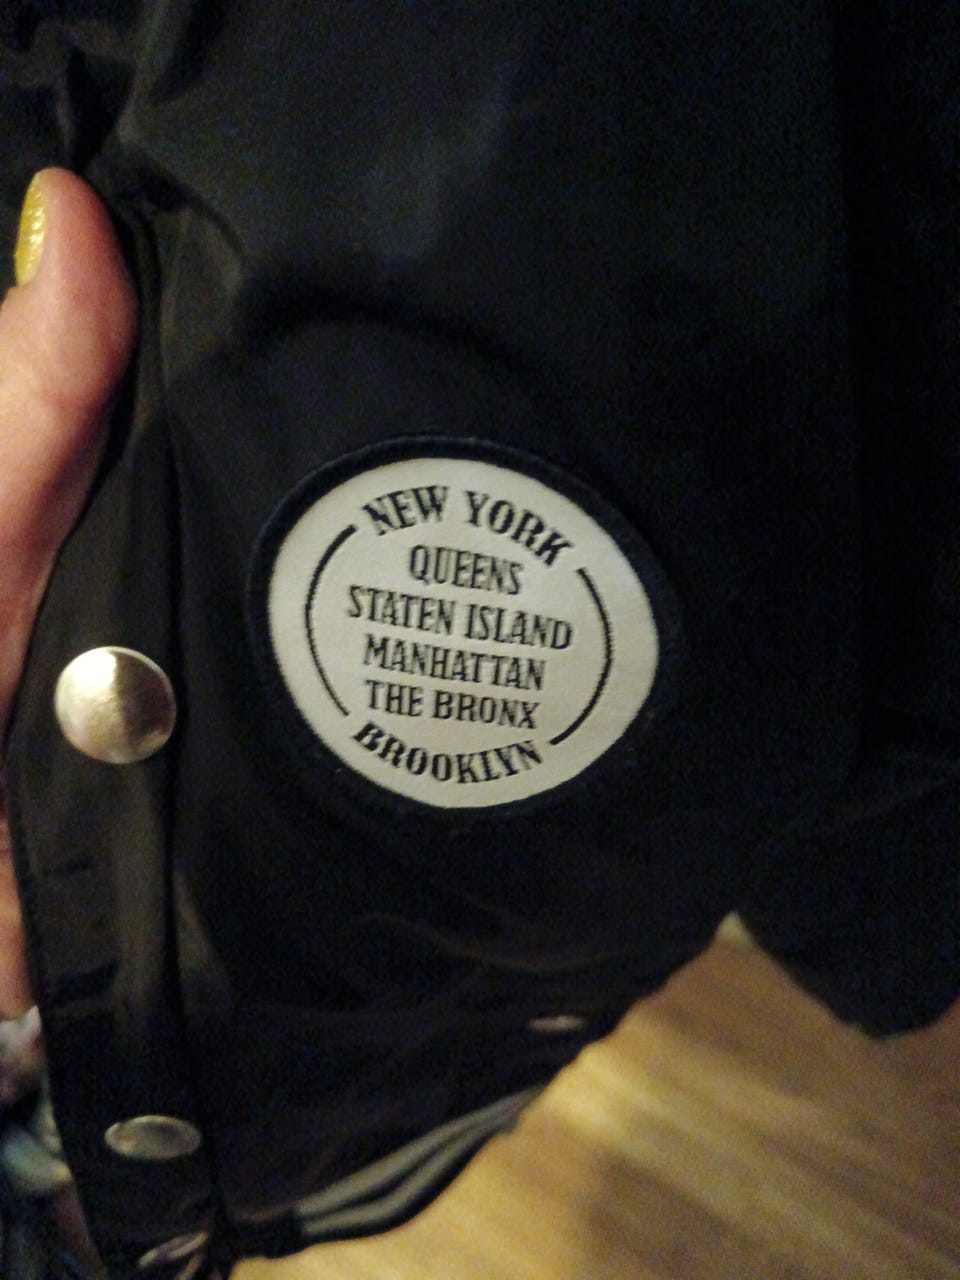 NEW YORK
QUEENS
STATEN ISLAND
MANHATTAN
THE BRONX
BROOKLYN